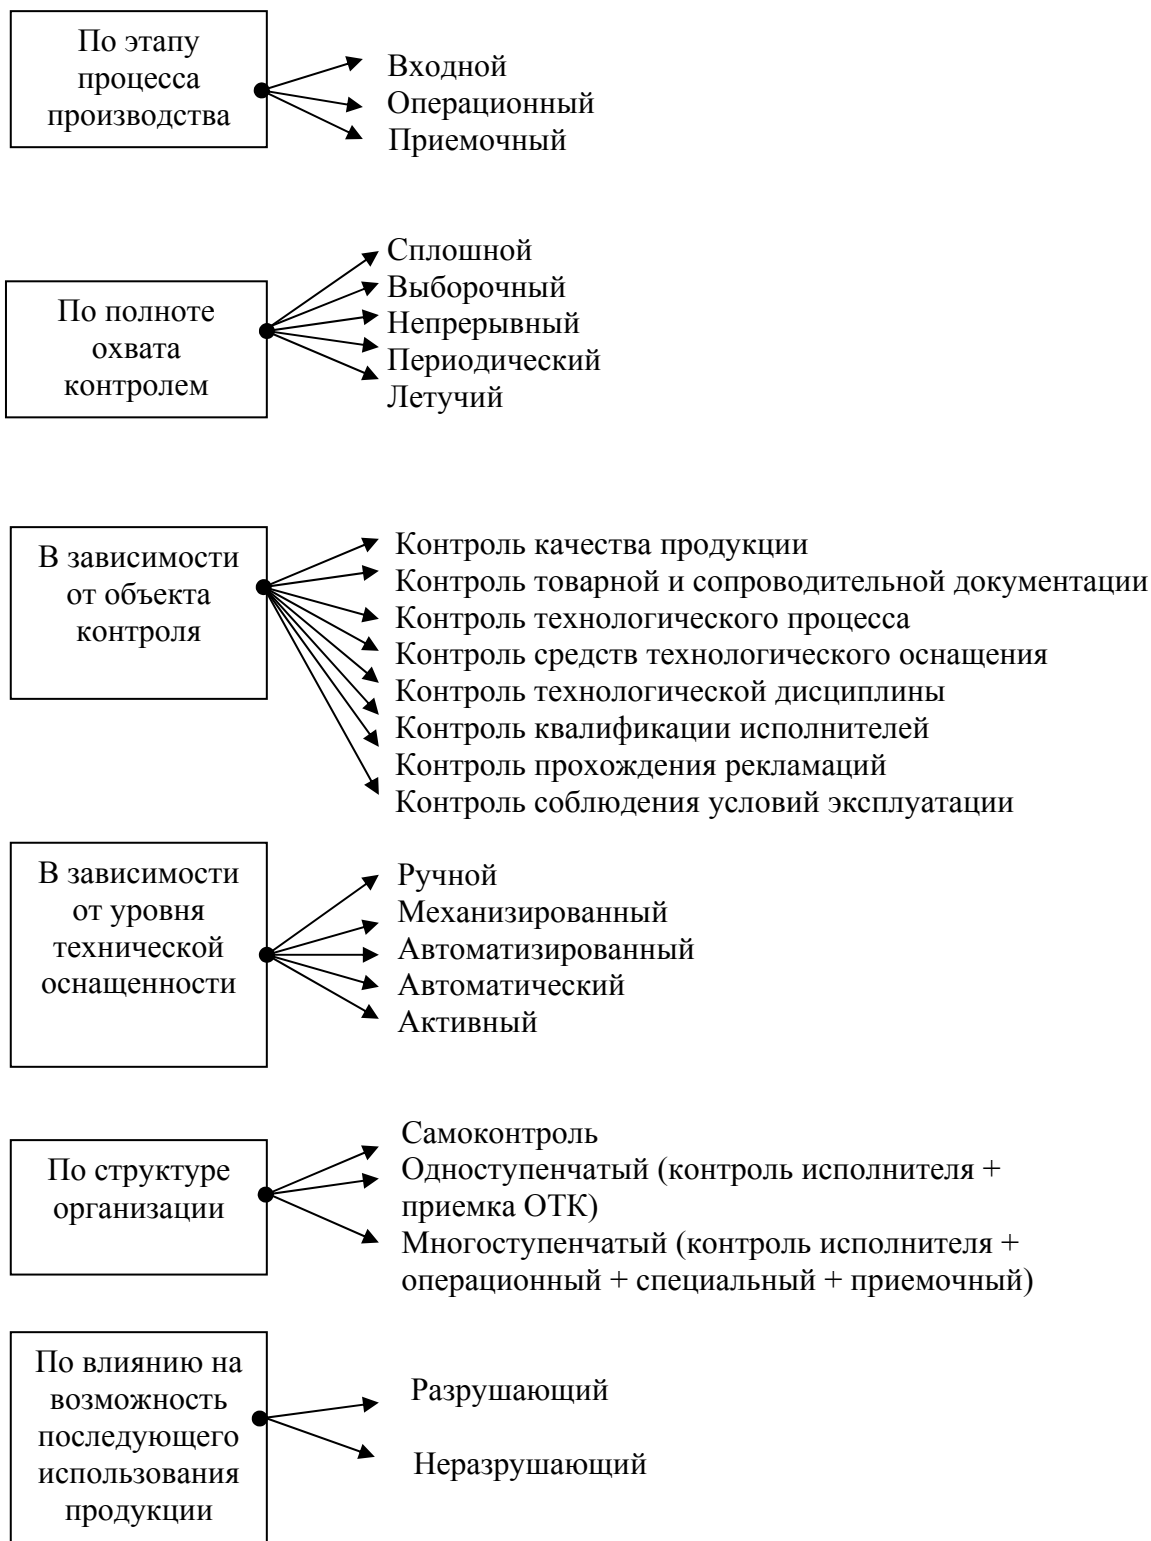 По этапу
процесса
производства
Входной
Операционный
Приемочный
По полноте
охвата
контролем
Сплошной
Выборочный
Непрерывный
Периодический
Летучий
В зависимости
от объекта
контроля
Контроль качества продукции
Контроль товарной и сопроводительной документации
Контроль технологического процесса
Контроль средств технологического оснащения
Контроль технологической дисциплины
Контроль квалификации исполнителей
Контроль прохождения рекламаций
Контроль соблюдения условий эксплуатации
В зависимости
от уровня
технической
оснащенности
Ручной
Механизированный
Автоматизированный
Автоматический
Активный
По структуре
организации
Самоконтроль
Одноступенчатый (контроль исполнителя +
приемка ОТК)
Многоступенчатый (контроль исполнителя +
операционный + специальный + приемочный)
По влиянию на
возможность
последующего
использования
продукции
Разрушающий
Неразрушающий